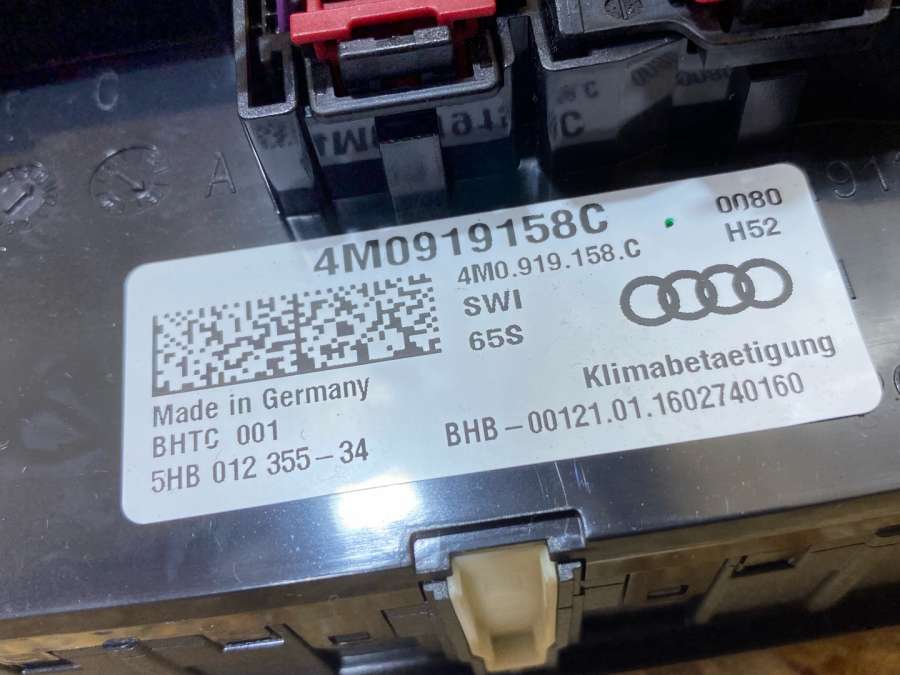 C
A
4M0919158C
0080
4M0.919.158.C
H52
SWI
65S
Klimabetaetigung
Made in Germany
BHTC 001
BHB-00121.01.1602740160
5HB 012 355-34